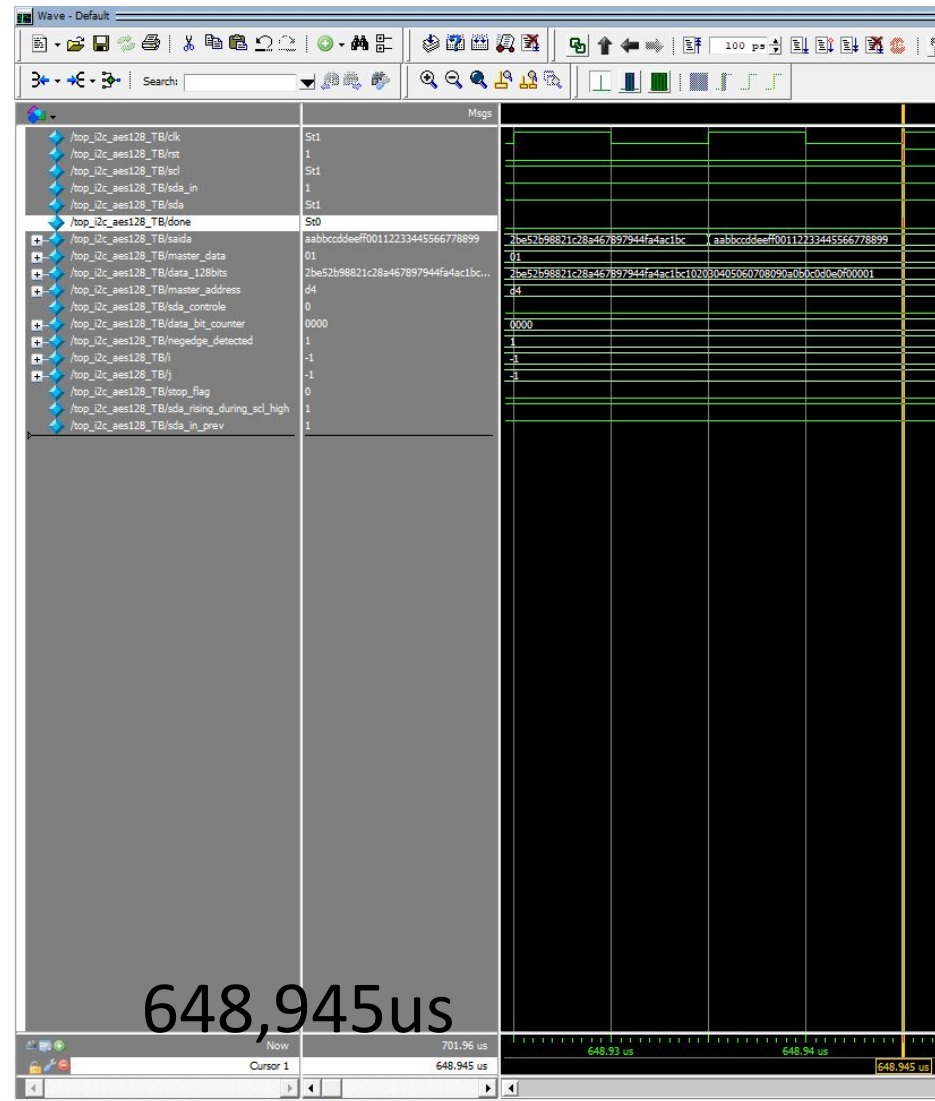 Wave - Default
100 ps
Search:
Msgs
/top_i2c_aes128_TB/clk St1
/top_i2c_aes128_TB/rst 1
/top_i2c_aes128_TB/scl St1
/top_i2c_aes128_TB/sda_in 1
/top_i2c_aes128_TB/sda St1
/top_i2c_aes128_TB/done St0
/top_i2c_aes128_TB/saida aabbccddeeff00112233445566778899 2be52b98821c28a467897944fa4ac1bc aabbccddeeff00112233445566778899
/top_i2c_aes128_TB/master_data 01 01
/top_i2c_aes128_TB/data_128bits 2be52b98821c28a467897944fa4ac1bc... 2be52b98821c28a467897944fa4ac1bc102030405060708090a0b0c0d0e0f00001
/top_i2c_aes128_TB/master_address d4 d4
/top_i2c_aes128_TB/sda_controle 0
/top_i2c_aes128_TB/data_bit_counter 0000 0000
/top_i2c_aes128_TB/negedge_detected 1 1
/top_i2c_aes128_TB/i -1 -1
/top_i2c_aes128_TB/j -1 -1
/top_i2c_aes128_TB/stop_flag 0
/top_i2c_aes128_TB/sda_rising_during_scl_high 1
/top_i2c_aes128_TB/sda_in_prev 1
648,945us
Now 701.96 us 648.93 us 648.94 us
Cursor 1 648.945 us 648.945 us